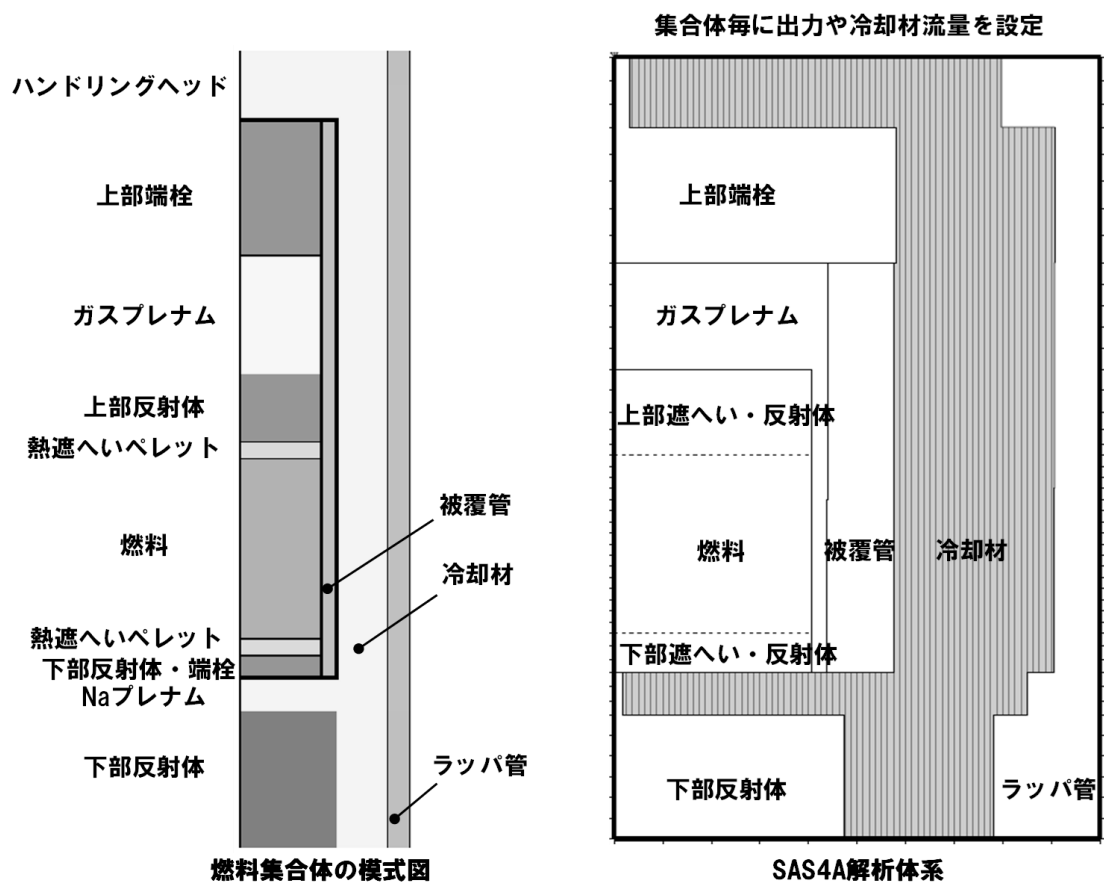 集合体毎に出力や冷却材流量を設定
ハンドリングヘッド
上部端栓
ガスプレナム
上部反射体
熱遮へいペレット
燃料
熱遮へいペレット
下部反射体・端栓
Naプレナム
下部反射体
被覆管
冷却材
ラッパ管
燃料集合体の模式図
上部端栓
ガスプレナム
上部遮へい・反射体
燃料
被覆管
冷却材
下部遮へい・反射体
下部反射体
ラッパ管
SAS4A解析体系